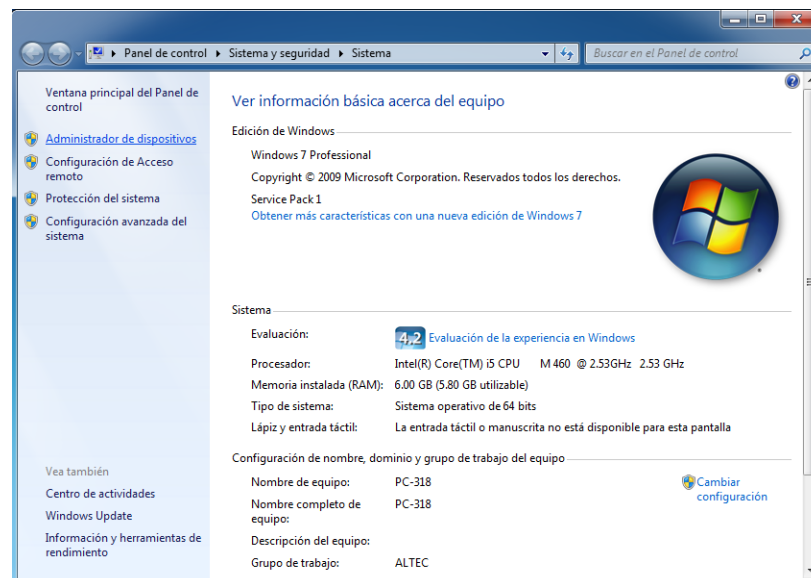 Panel de control ▸ Sistema y seguridad ▸ Sistema
Buscar en el Panel de control
Ventana principal del Panel de
control
Administrador de dispositivos
Configuración de Acceso
remoto
Protección del sistema
Configuración avanzada del
sistema
Vea también
Centro de actividades
Windows Update
Información y herramientas de
rendimiento
Ver información básica acerca del equipo
Edición de Windows
Windows 7 Professional
Copyright © 2009 Microsoft Corporation. Reservados todos los derechos.
Service Pack 1
Obtener más características con una nueva edición de Windows 7
Sistema
Evaluación: 4,2 Evaluación de la experiencia en Windows
Procesador: Intel(R) Core(TM) i5 CPU M 460 @ 2.53GHz 2.53 GHz
Memoria instalada (RAM): 6.00 GB (5.80 GB utilizable)
Tipo de sistema: Sistema operativo de 64 bits
Lápiz y entrada táctil: La entrada táctil o manuscrita no está disponible para esta pantalla
Configuración de nombre, dominio y grupo de trabajo del equipo
Nombre de equipo: PC-318
Cambiar
configuración
Nombre completo de
equipo: PC-318
Descripción del equipo:
Grupo de trabajo: ALTEC